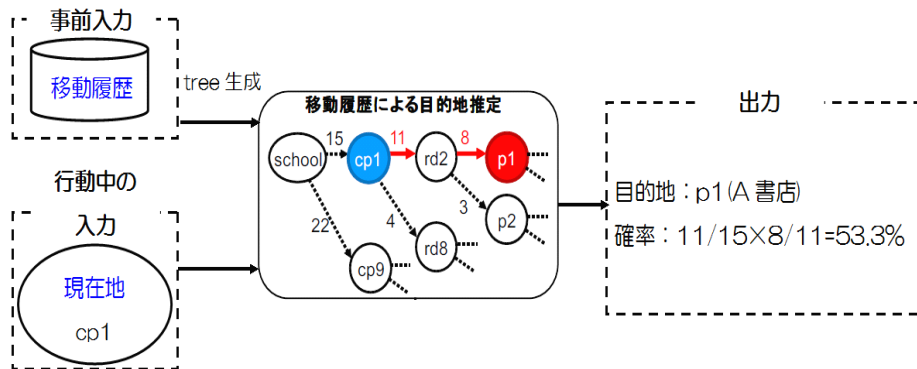 事前入力
移動履歴
tree 生成
行動中の
入力
現在地
cp1
移動履歴による目的地推定
15
11
8
school
cp1
rd2
p1
22
4
3
p2
rd8
cp9
出力
目的地：p1(A 書店)
確率：11/15×8/11=53.3%